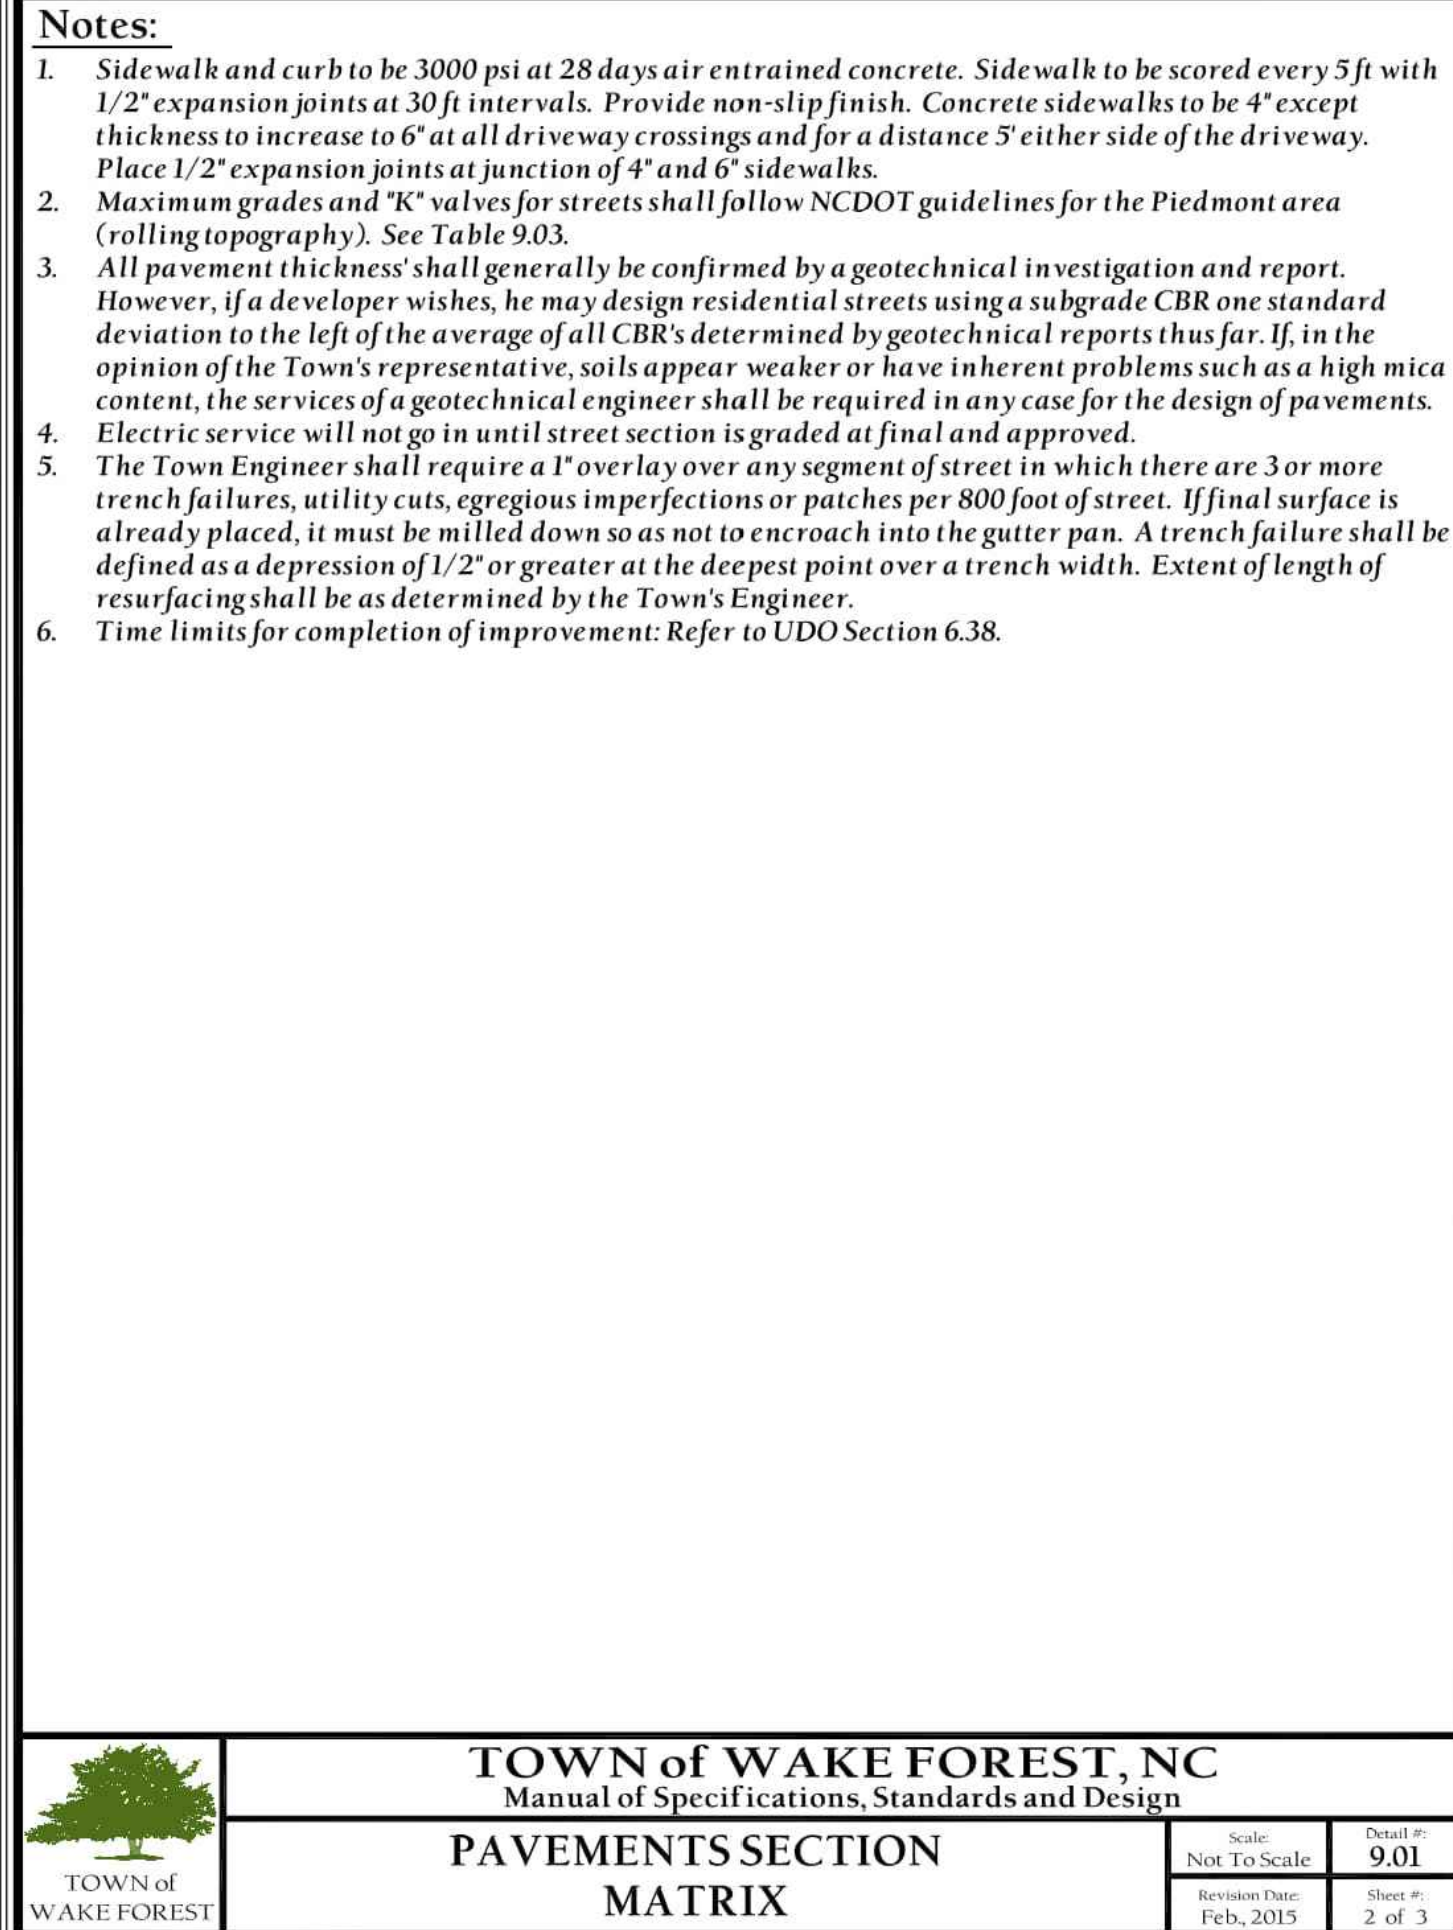 Notes:
1. Sidewalk and curb to be 3000 psi at 28 days air entrained concrete. Sidewalk to be scored every 5 ft with
1/2" expansion joints at 30 ft intervals. Provide non-slip finish. Concrete sidewalks to be 4" except
thickness to increase to 6" at all driveway crossings and for a distance 5' either side of the driveway.
Place 1/2" expansion joints at junction of 4" and 6" sidewalks.
2. Maximum grades and "K" valves for streets shall follow NCDOT guidelines for the Piedmont area
(rolling topography). See Table 9.03.
3. All pavement thickness' shall generally be confirmed by a geotechnical investigation and report.
However, if a developer wishes, he may design residential streets using a subgrade CBR one standard
deviation to the left of the average of all CBR's determined by geotechnical reports thus far. If, in the
opinion of the Town's representative, soils appear weaker or have inherent problems such as a high mica
content, the services of a geotechnical engineer shall be required in any case for the design of pavements.
4. Electric service will not go in until street section is graded at final and approved.
5. The Town Engineer shall require a 1" overlay over any segment of street in which there are 3 or more
trench failures, utility cuts, egregious imperfections or patches per 800 foot of street. If final surface is
already placed, it must be milled down so as not to encroach into the gutter pan. A trench failure shall be
defined as a depression of 1/2" or greater at the deepest point over a trench width. Extent of length of
resurfacing shall be as determined by the Town's Engineer.
6. Time limits for completion of improvement: Refer to UDO Section 6.38.
TOWN of
WAKE FOREST
TOWN of WAKE FOREST, NC
Manual of Specifications, Standards and Design
PAVEMENTS SECTION
MATRIX
Scale:
Not To Scale
Detail #:
9.01
Revision Date:
Feb., 2015
Sheet #:
2 of 3